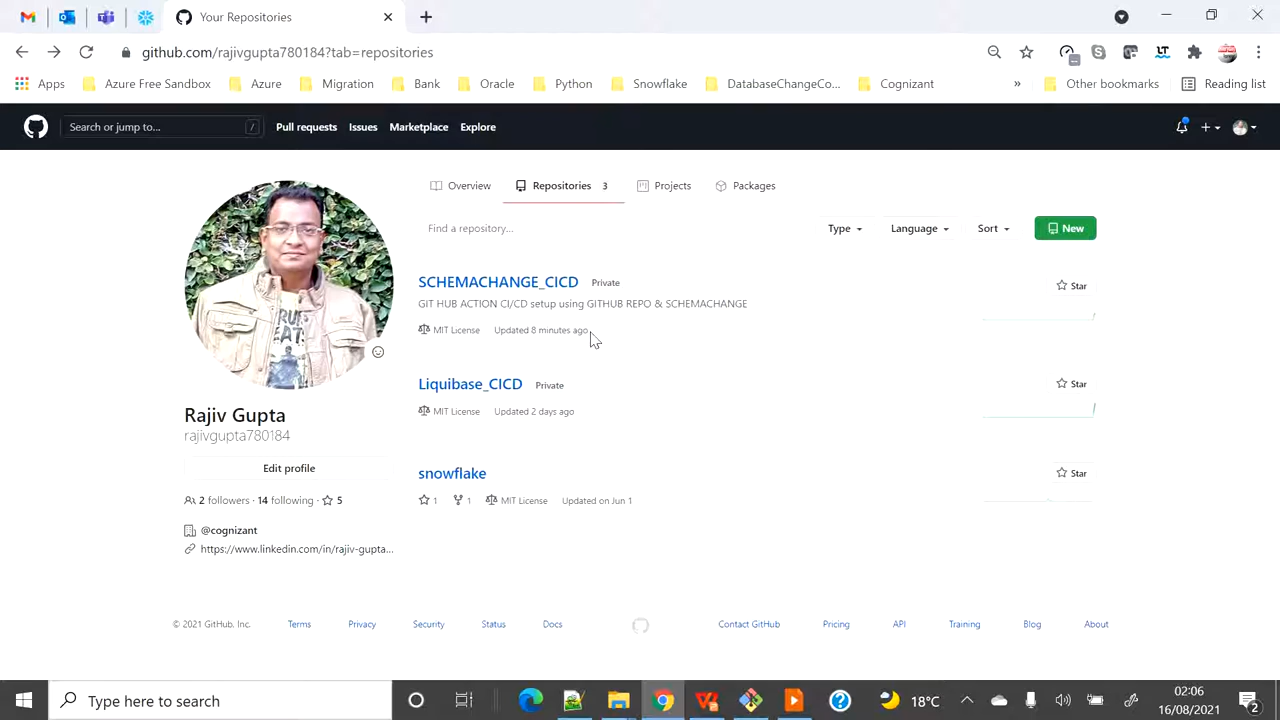 Your Repositories
github.com/rajivgupta780184?tab=repositories
Apps
Azure Free Sandbox
Azure
Migration
Bank
Oracle
Python
Snowflake
DatabaseChangeCo...
Cognizant
»
Other bookmarks
Reading list
Search or jump to...
/
Pull requests
Issues
Marketplace
Explore
Overview
Repositories 3
Projects
Packages
Find a repository...
Type
Language
Sort
New
SCHEMACHANGE_CICD Private
GIT HUB ACTION CI/CD setup using GITHUB REPO & SCHEMACHANGE
MIT License Updated 8 minutes ago
Star
Liquibase_CICD Private
MIT License Updated 2 days ago
Star
snowflake
1 1 MIT License Updated on Jun 1
Star
Rajiv Gupta
rajivgupta780184
Edit profile
2 followers · 14 following · 5
@cognizant
https://www.linkedin.com/in/rajiv-gupta...
© 2021 GitHub, Inc.
Terms
Privacy
Security
Status
Docs
Contact GitHub
Pricing
API
Training
Blog
About
Type here to search
18°C
02:06
16/08/2021
2